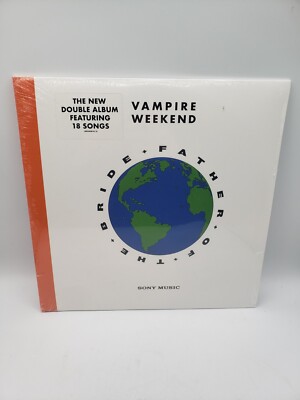 THE NEW
DOUBLE ALBUM
FEATURING
18 SONGS
VAMPIRE
WEEKEND
FATHER • OF • THE • BRIDE •
SONY MUSIC